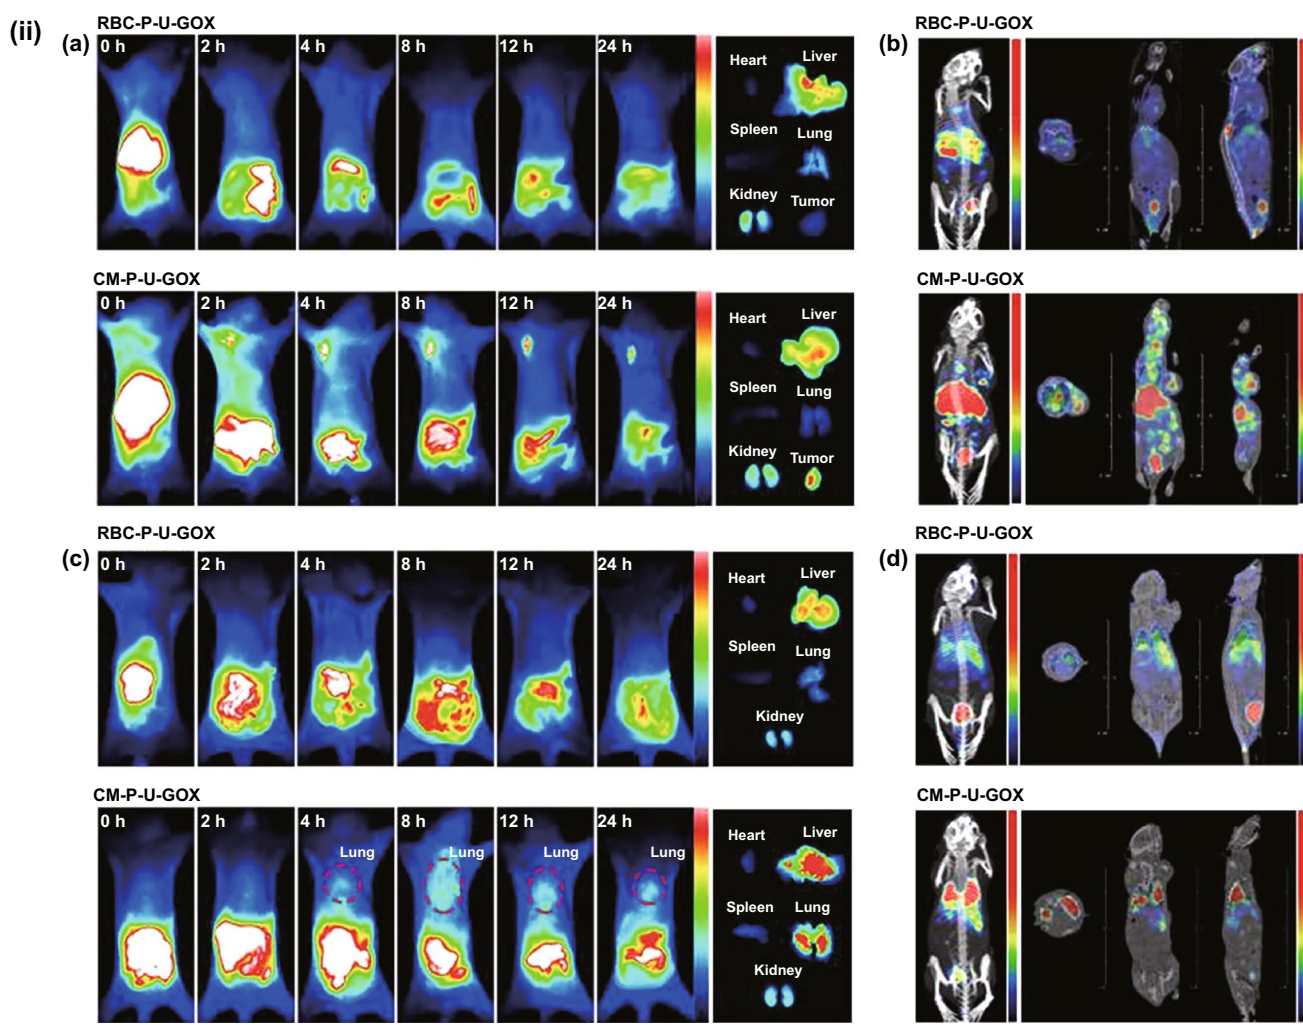 (ii)
RBC-P-U-GOX
(a)
0 h 2 h 4 h 8 h 12 h 24 h
Heart Liver
Spleen Lung
Kidney Tumor
CM-P-U-GOX
0 h 2 h 4 h 8 h 12 h 24 h
Heart Liver
Spleen Lung
Kidney Tumor
RBC-P-U-GOX
(b)
CM-P-U-GOX
RBC-P-U-GOX
(c)
0 h 2 h 4 h 8 h 12 h 24 h
Heart Liver
Spleen Lung
Kidney
CM-P-U-GOX
0 h 2 h 4 h 8 h 12 h 24 h
Lung Lung Lung Lung
Heart Liver
Spleen Lung
Kidney
RBC-P-U-GOX
(d)
CM-P-U-GOX